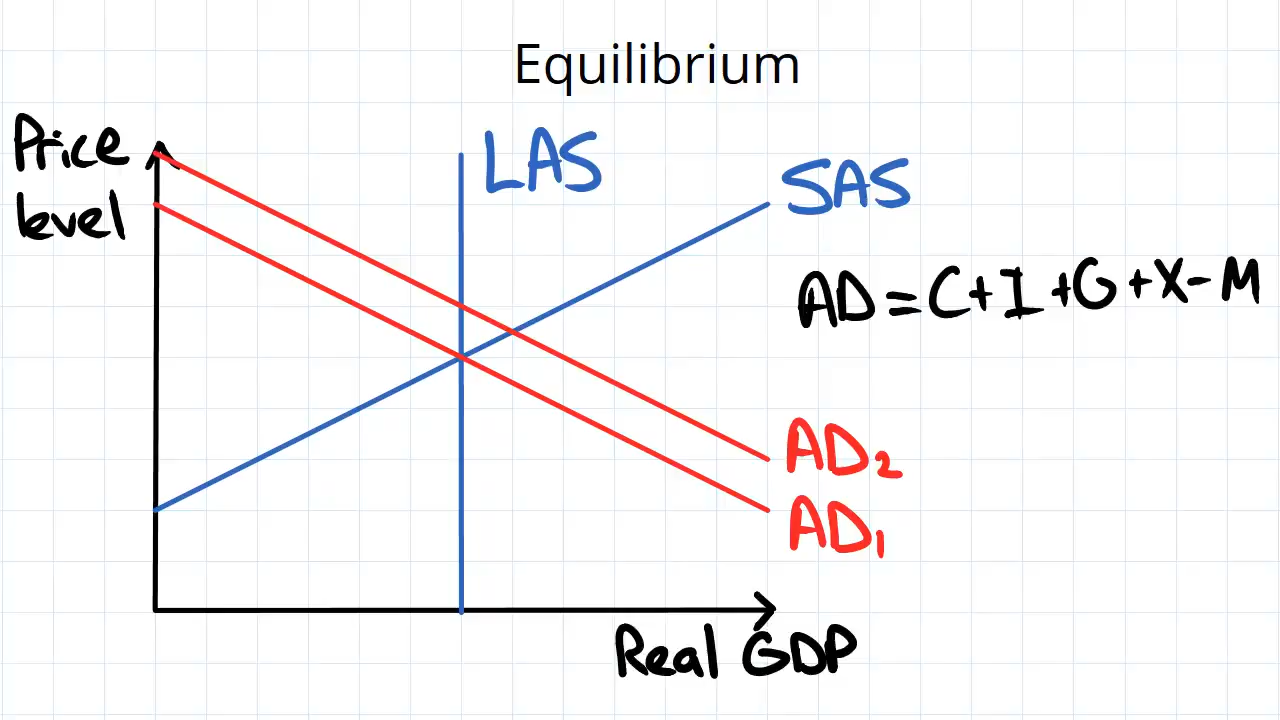 Equilibrium
Price
level
LAS
SAS
AD=C+I+G+X-M
AD₂
AD₁
Real GDP